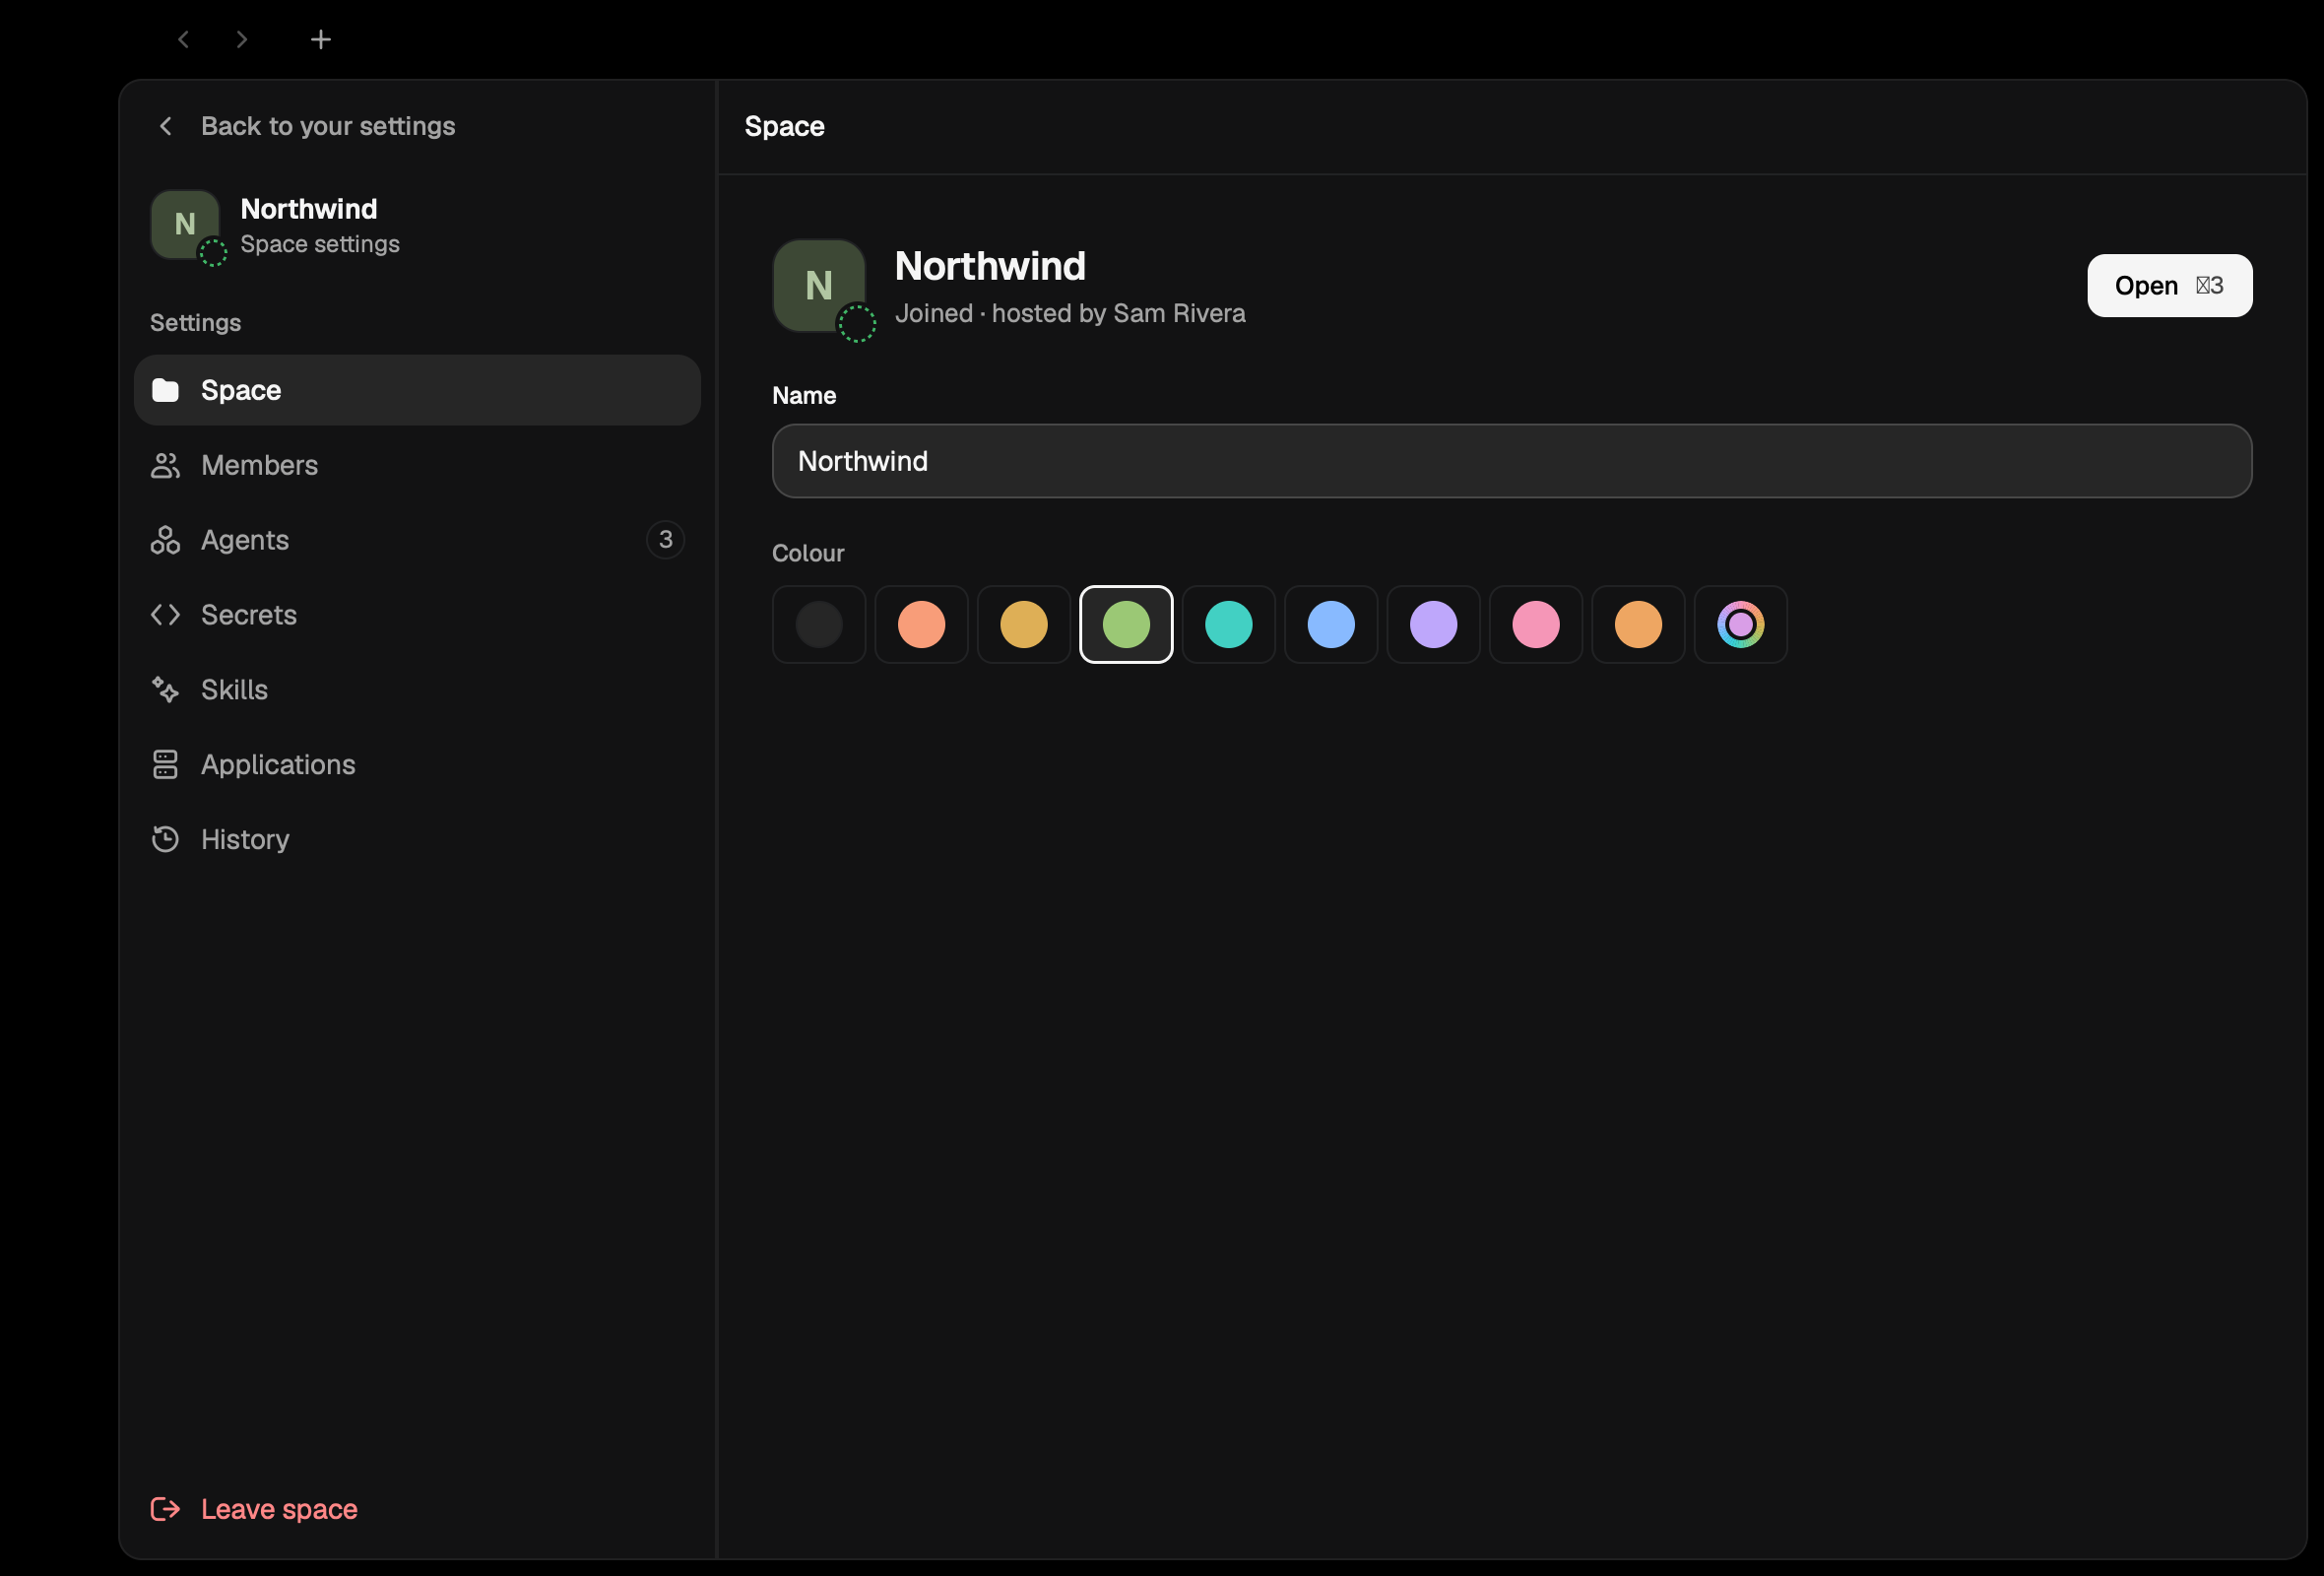 Back to your settings
N
Northwind
Space settings
Settings
Space
Members
Agents
3
Secrets
Skills
Applications
History
Leave space
Space
N
Northwind
Joined · hosted by Sam Rivera
Open 3
Name
Northwind
Colour